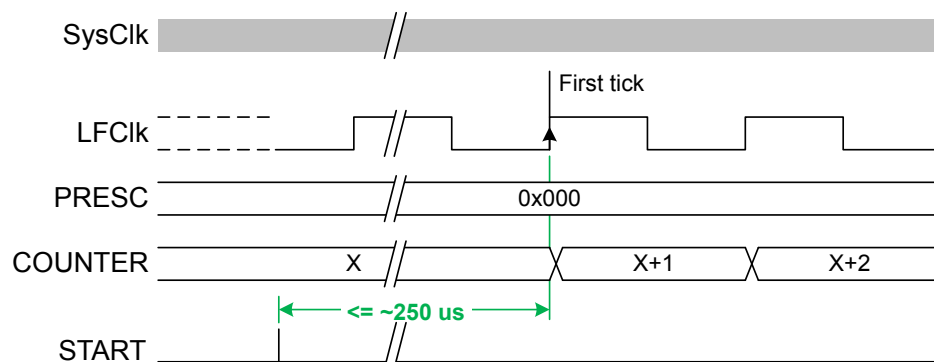 SysClk
First tick
LFClk
PRESC
0x000
COUNTER
X
X+1
X+2
<= ~250 us
START